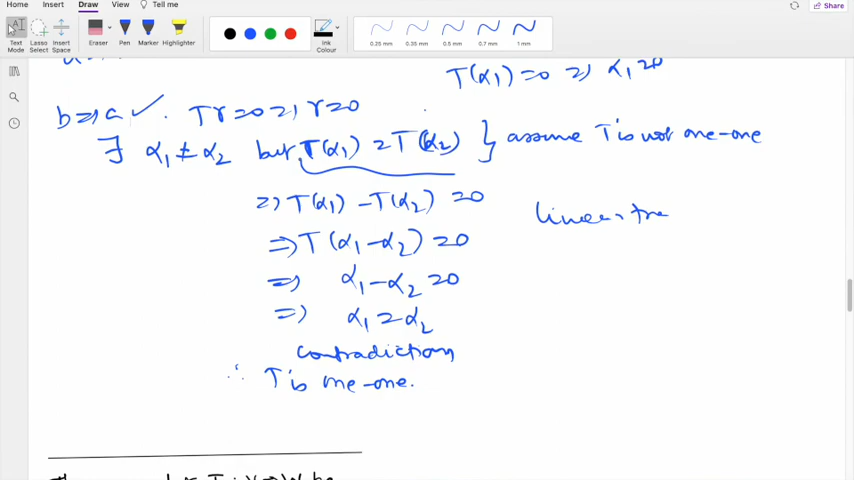 Home Insert Draw View Tell me
Share
Text Mode Lasso Select Insert Space Eraser Pen Marker Highlighter Ink Colour 0.25 mm 0.35 mm 0.5 mm 0.7 mm 1 mm
T(α₁)=0 ⇒ α₁=0
b⇒a ✓. Tγ=0 ⇒ γ=0
∃ α₁ ≠ α₂ but T(α₁) = T(α₂) } assume T is not one-one
⇒ T(α₁) - T(α₂) = 0
linear tra
⇒ T(α₁-α₂) = 0
⇒ α₁-α₂ = 0
⇒ α₁ = α₂
contradiction
∴ T is one-one.